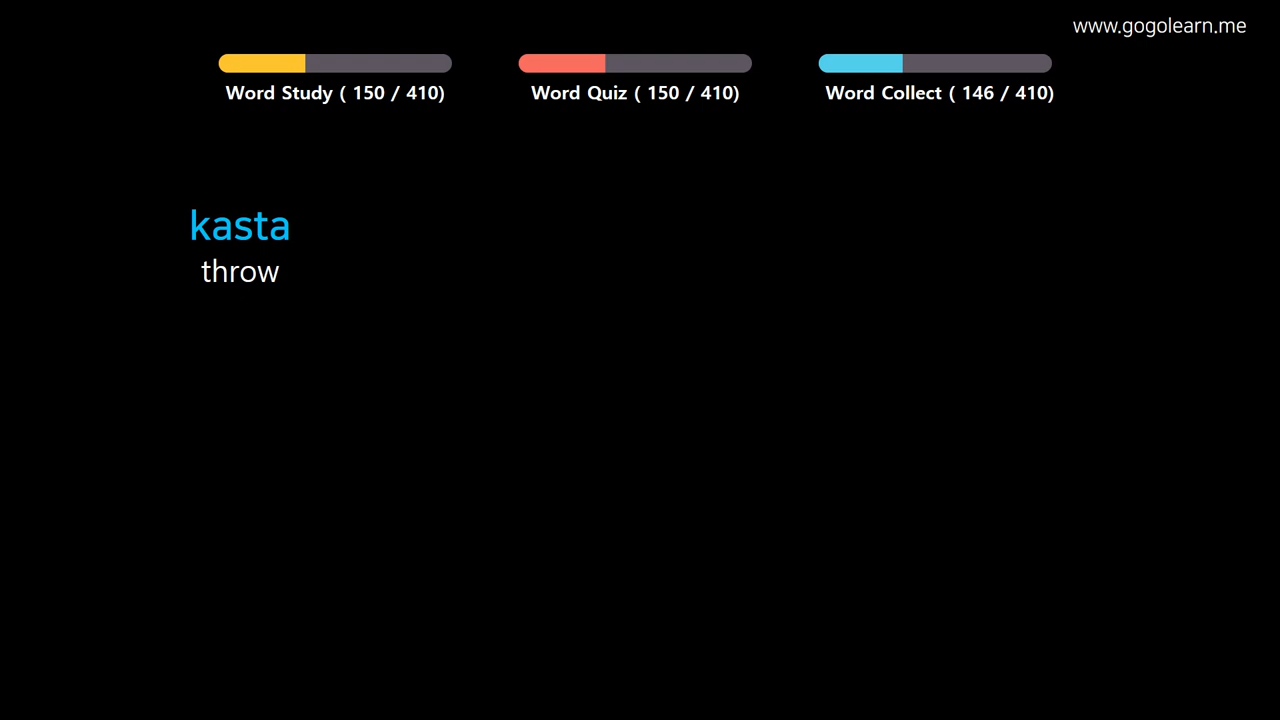 www.gogolearn.me
Word Study ( 150 / 410)
Word Quiz ( 150 / 410)
Word Collect ( 146 / 410)
kasta
throw